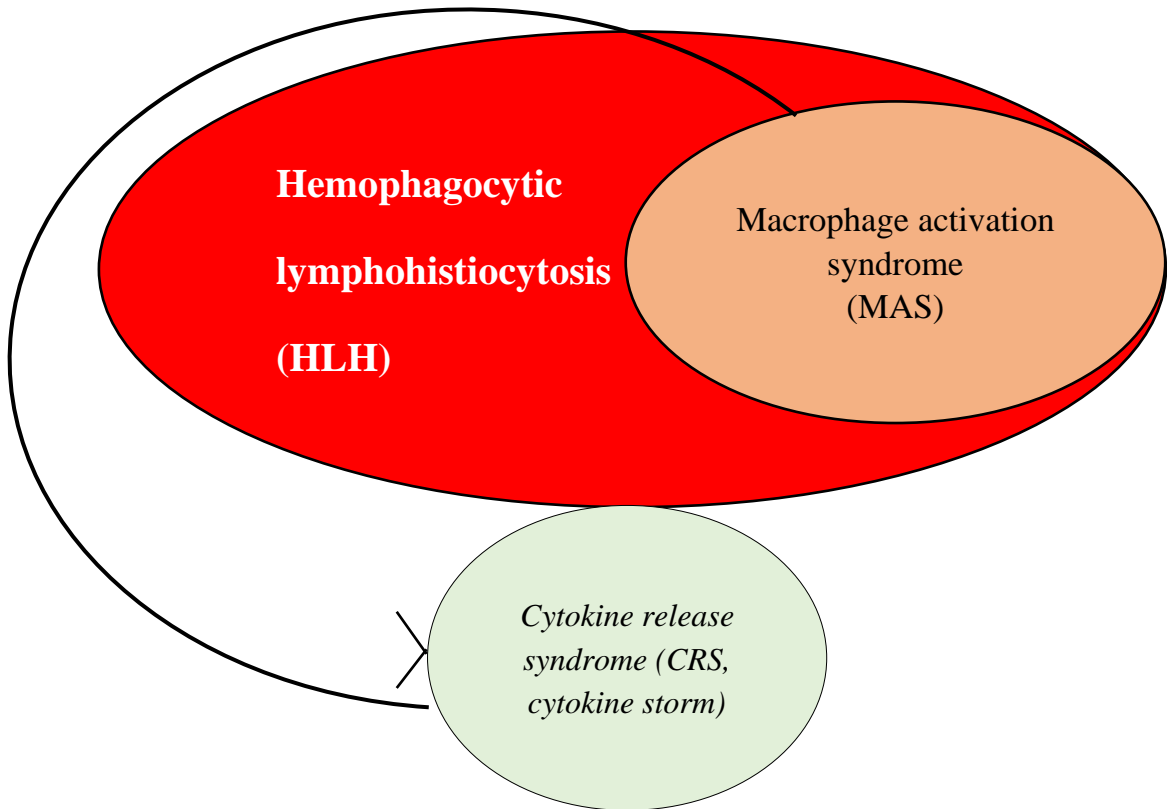 Hemophagocytic
lymphohistiocytosis
(HLH)
Macrophage activation
syndrome
(MAS)
Cytokine release
syndrome (CRS,
cytokine storm)